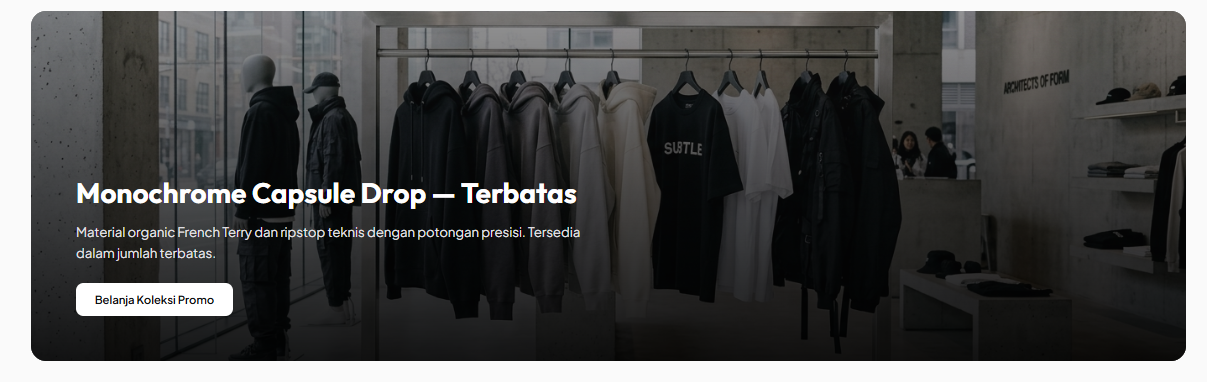 ARCHITECTS OF FORM
SUBTLE
Monochrome Capsule Drop — Terbatas
Material organic French Terry dan ripstop teknis dengan potongan presisi. Tersedia
dalam jumlah terbatas.
Belanja Koleksi Promo